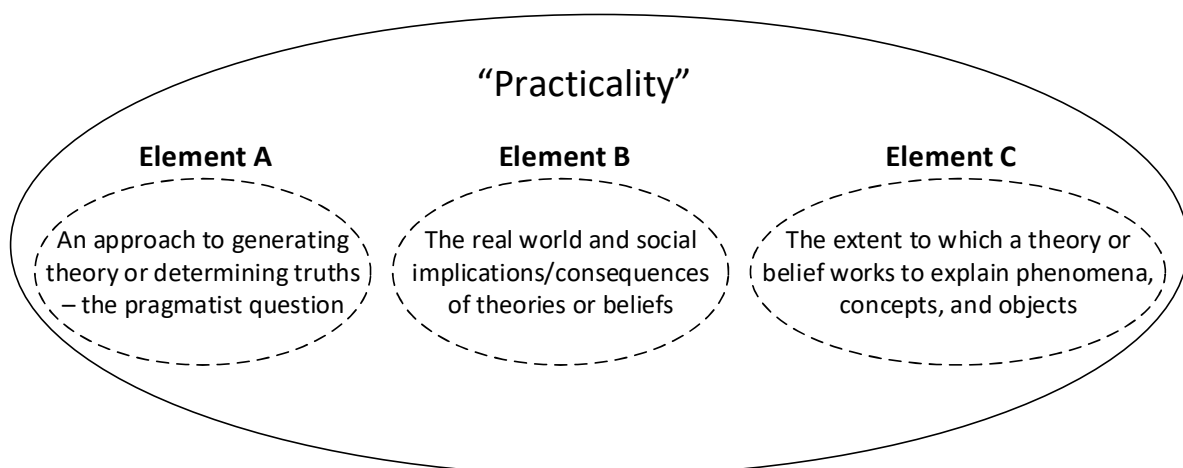 “Practicality”
Element A
An approach to generating
theory or determining truths
– the pragmatist question
Element B
The real world and social
implications/consequences
of theories or beliefs
Element C
The extent to which a theory or
belief works to explain phenomena,
concepts, and objects